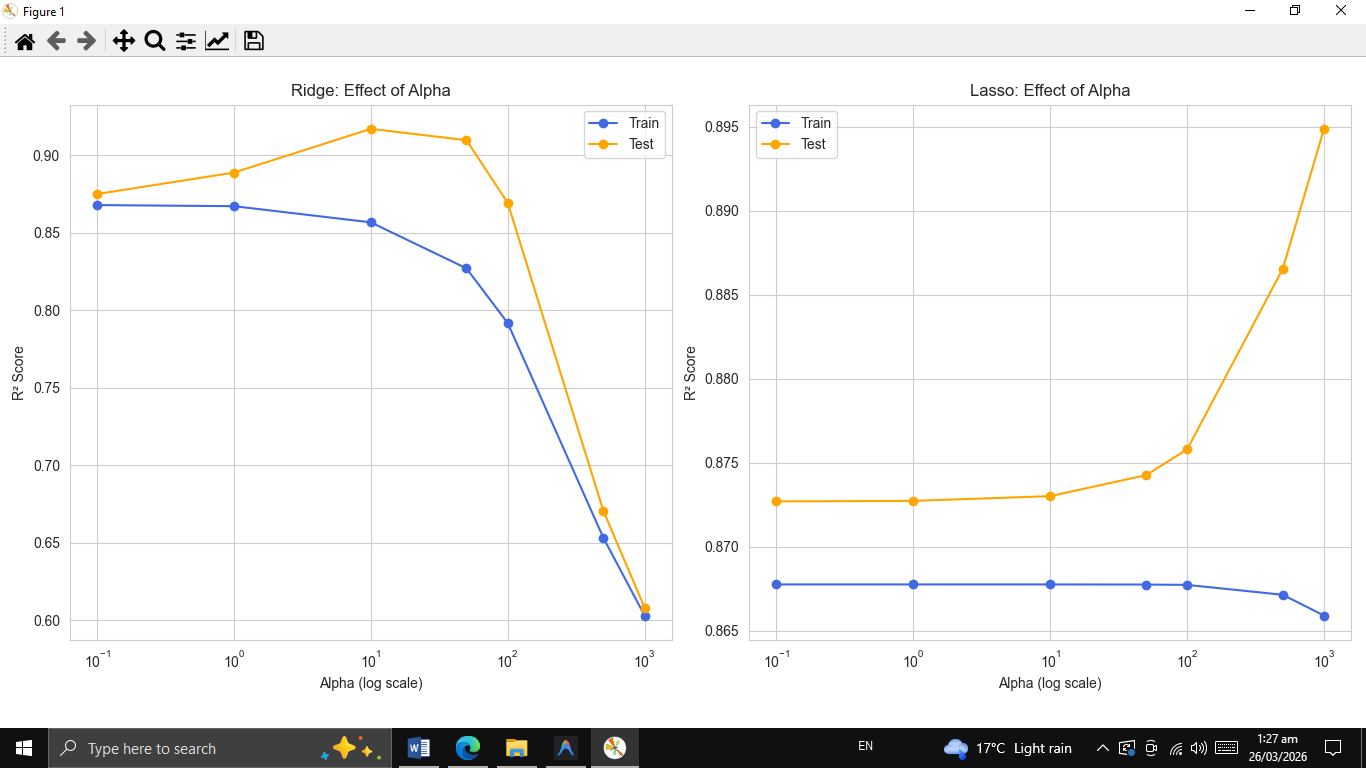 Figure 1
Ridge: Effect of Alpha
Train
Test
0.90
0.85
0.80
0.75
0.70
0.65
0.60
R² Score
10⁻¹
10⁰
10¹
10²
10³
Alpha (log scale)
Lasso: Effect of Alpha
Train
Test
0.895
0.890
0.885
0.880
0.875
0.870
0.865
R² Score
10⁻¹
10⁰
10¹
10²
10³
Alpha (log scale)
Type here to search
EN
17°C Light rain
1:27 am
26/03/2026